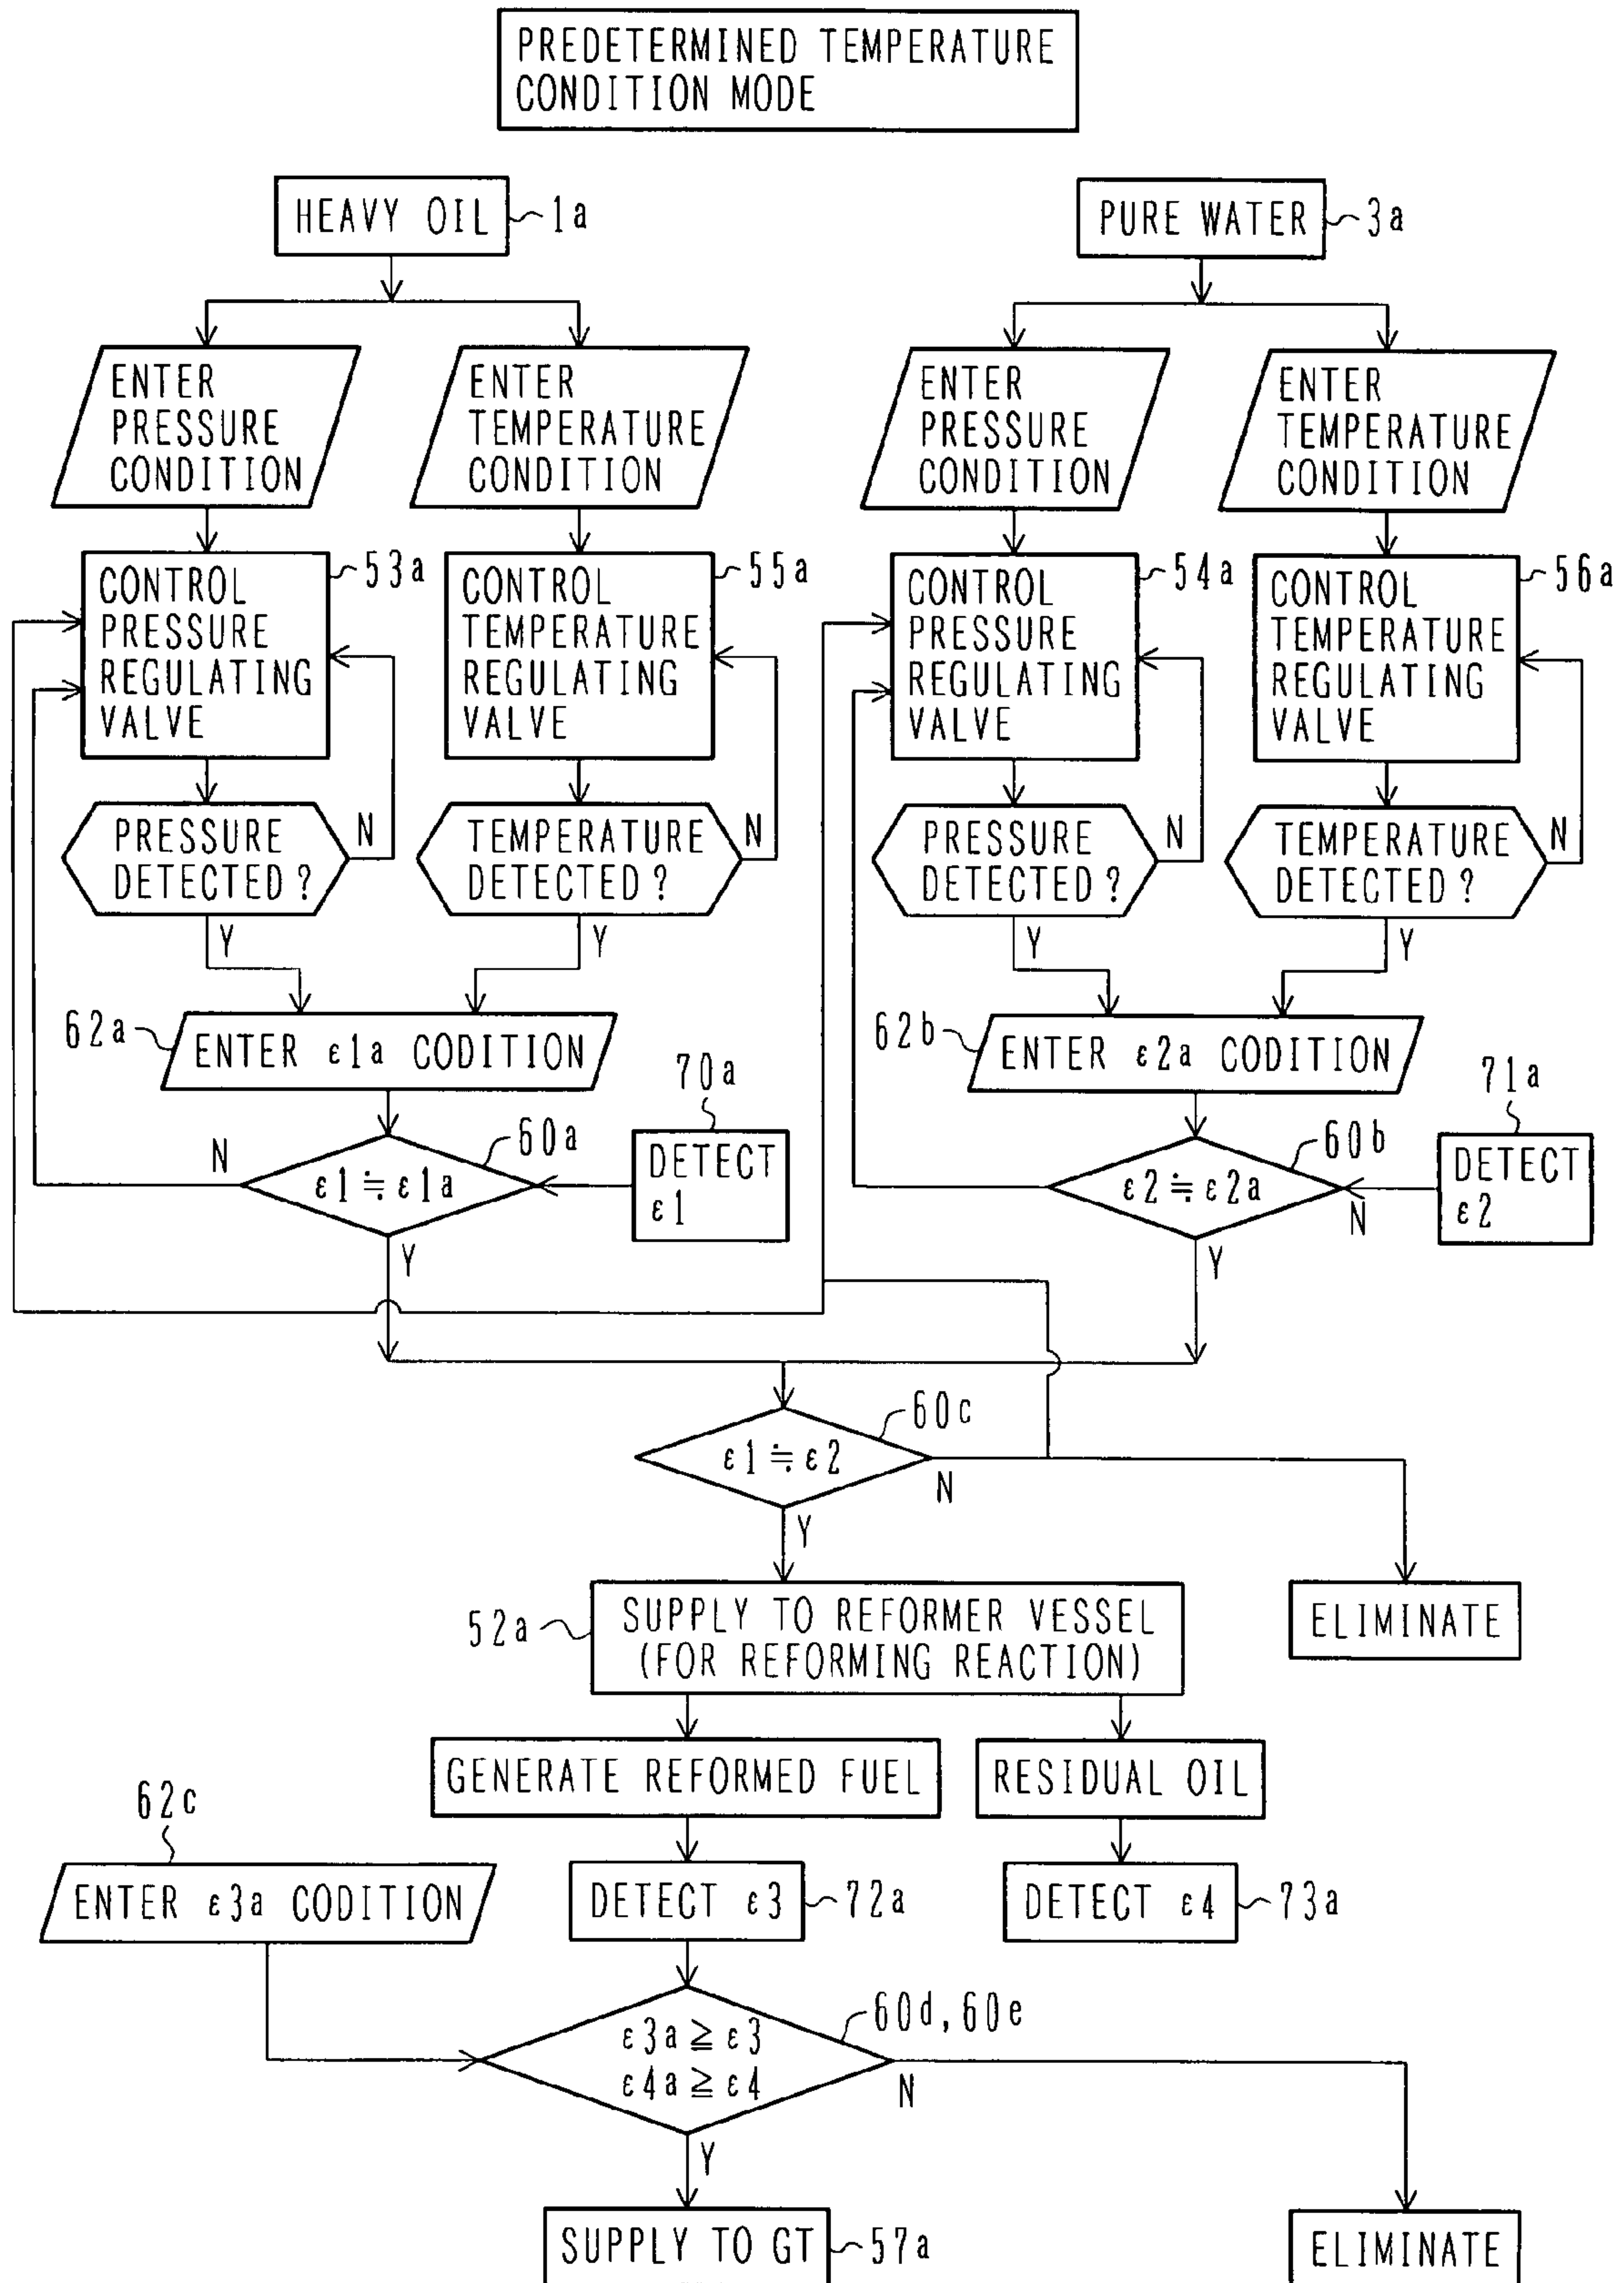 PREDETERMINED TEMPERATURE
CONDITION MODE
HEAVY OIL
1a
PURE WATER
3a
ENTER
PRESSURE
CONDITION
ENTER
TEMPERATURE
CONDITION
ENTER
PRESSURE
CONDITION
ENTER
TEMPERATURE
CONDITION
CONTROL
PRESSURE
REGULATING
VALVE
53a
CONTROL
TEMPERATURE
REGULATING
VALVE
55a
CONTROL
PRESSURE
REGULATING
VALVE
54a
CONTROL
TEMPERATURE
REGULATING
VALVE
56a
PRESSURE
DETECTED?
N
Y
TEMPERATURE
DETECTED?
N
Y
PRESSURE
DETECTED?
N
Y
TEMPERATURE
DETECTED?
N
Y
62a
ENTER ε1a CODITION
62b
ENTER ε2a CODITION
70a
DETECT
ε1
60a
ε1≒ε1a
N
Y
71a
DETECT
ε2
60b
ε2≒ε2a
N
Y
60c
ε1≒ε2
N
Y
52a
SUPPLY TO REFORMER VESSEL
(FOR REFORMING REACTION)
ELIMINATE
GENERATE REFORMED FUEL
RESIDUAL OIL
62c
ENTER ε3a CODITION
DETECT ε3
72a
DETECT ε4
73a
60d,60e
ε3a≧ε3
ε4a≧ε4
N
Y
SUPPLY TO GT
57a
ELIMINATE